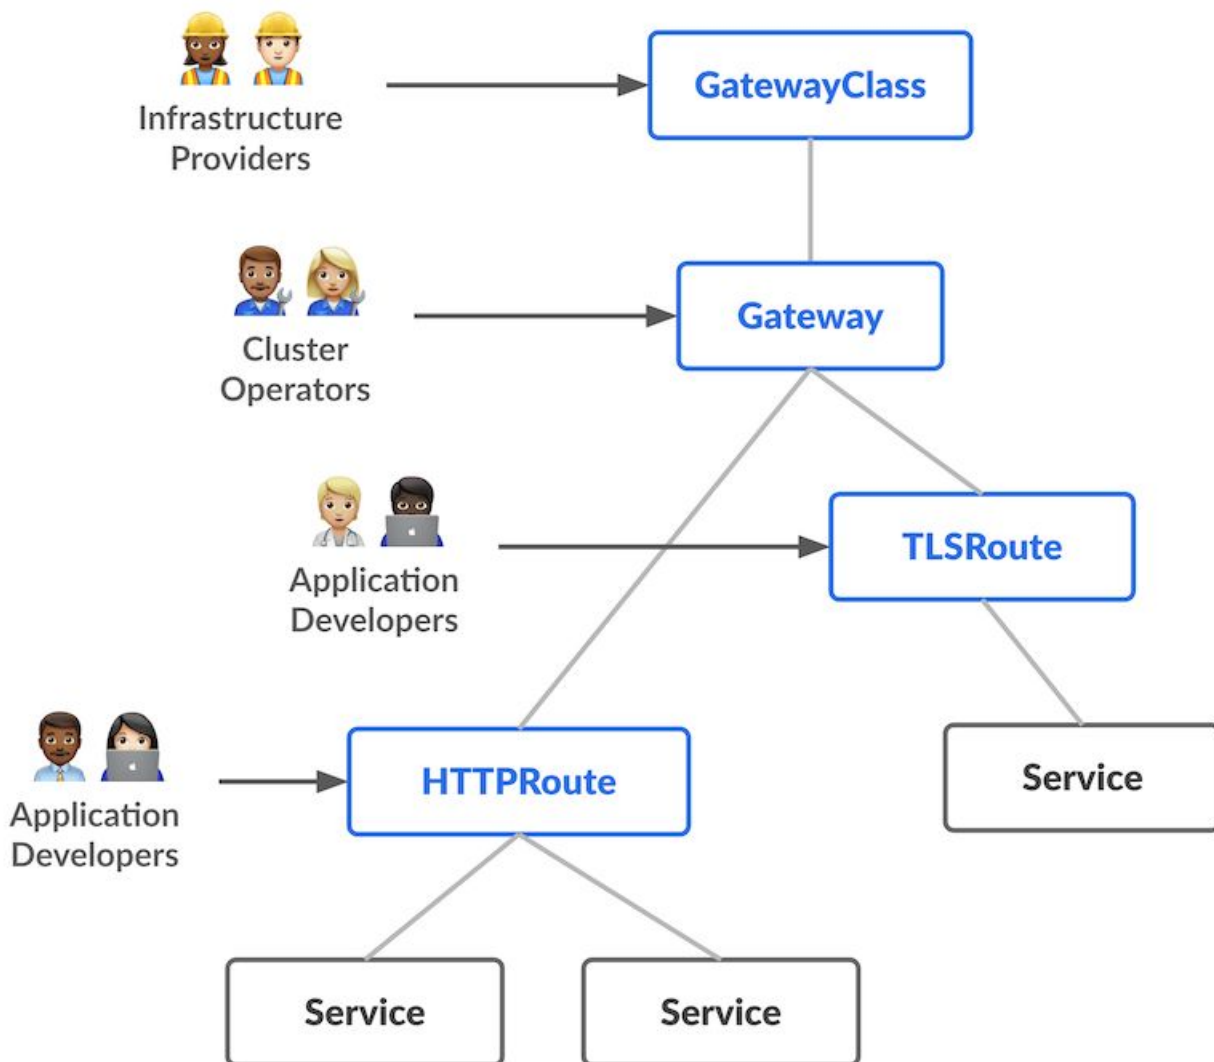 GatewayClass
Infrastructure
Providers
Gateway
Cluster
Operators
TLSRoute
Application
Developers
HTTPRoute
Service
Application
Developers
Service
Service